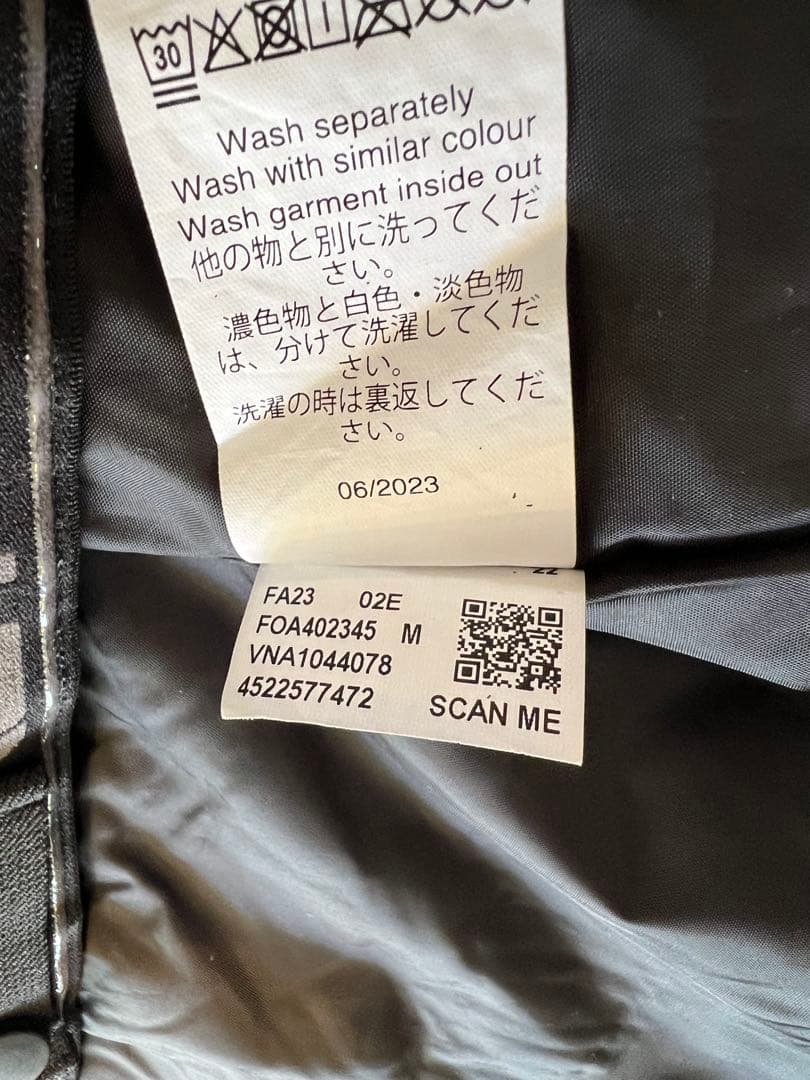 30
Wash separately
Wash with similar colour
Wash garment inside out
他の物と別に洗ってくだ
さい。
濃色物と白色・淡色物
は、分けて洗濯してくだ
さい。
洗濯の時は裏返してくだ
さい。
06/2023
22
FA23 02E
FOA402345 M
VNA1044078
4522577472
SCAN ME